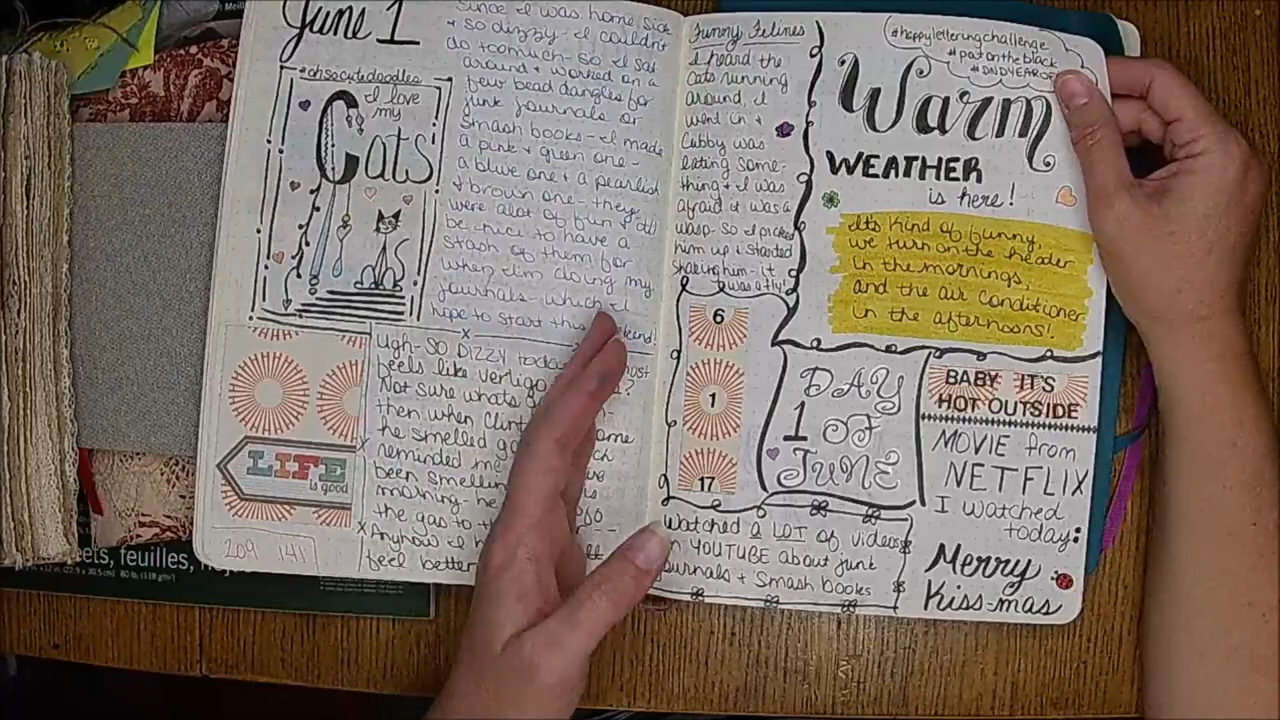 June 1
#ohsocutedoodles
I love
my
Cats
Since I was home sick
+ so dizzy- I couldn't
do too much- so I sat
around + worked on a
few bead dangles for
junk journals or
Smash books- I made
a pink + green one-
a blue one + a pearlish
+ brown one- they
were alot of fun + it'll
be nice to have a
stash of them for
when I'm doing my
journals- which I
hope to start this
Ugh- SO DIZZY today
feels like vertigo
Not sure whats
then when Clint
he smelled
reminded me
been smelling
morning- he
the gas to
Anyhow I
feel better
LIFE
is good
209 141
Funny Felines
I heard the
cats running
around, I
went in +
Cubby was
eating some-
thing + I was
afraid it was a
wasp- so I picked
him up + started
Shaking him- it
was a fly!
#happyletteringchallenge
#patontheblack
Warm
WEATHER
is here!
It's kind of funny,
we turn on the heater
in the mornings,
and the air conditioner
in the afternoons!
6
1
17
DAY
1 OF
JUNE
BABY IT'S
HOT OUTSIDE
MOVIE from
NETFLIX
I watched
today:
Merry
Kiss-mas
Watched a LOT of videos
on YOUTUBE about junk
journals + Smash books
feuilles,